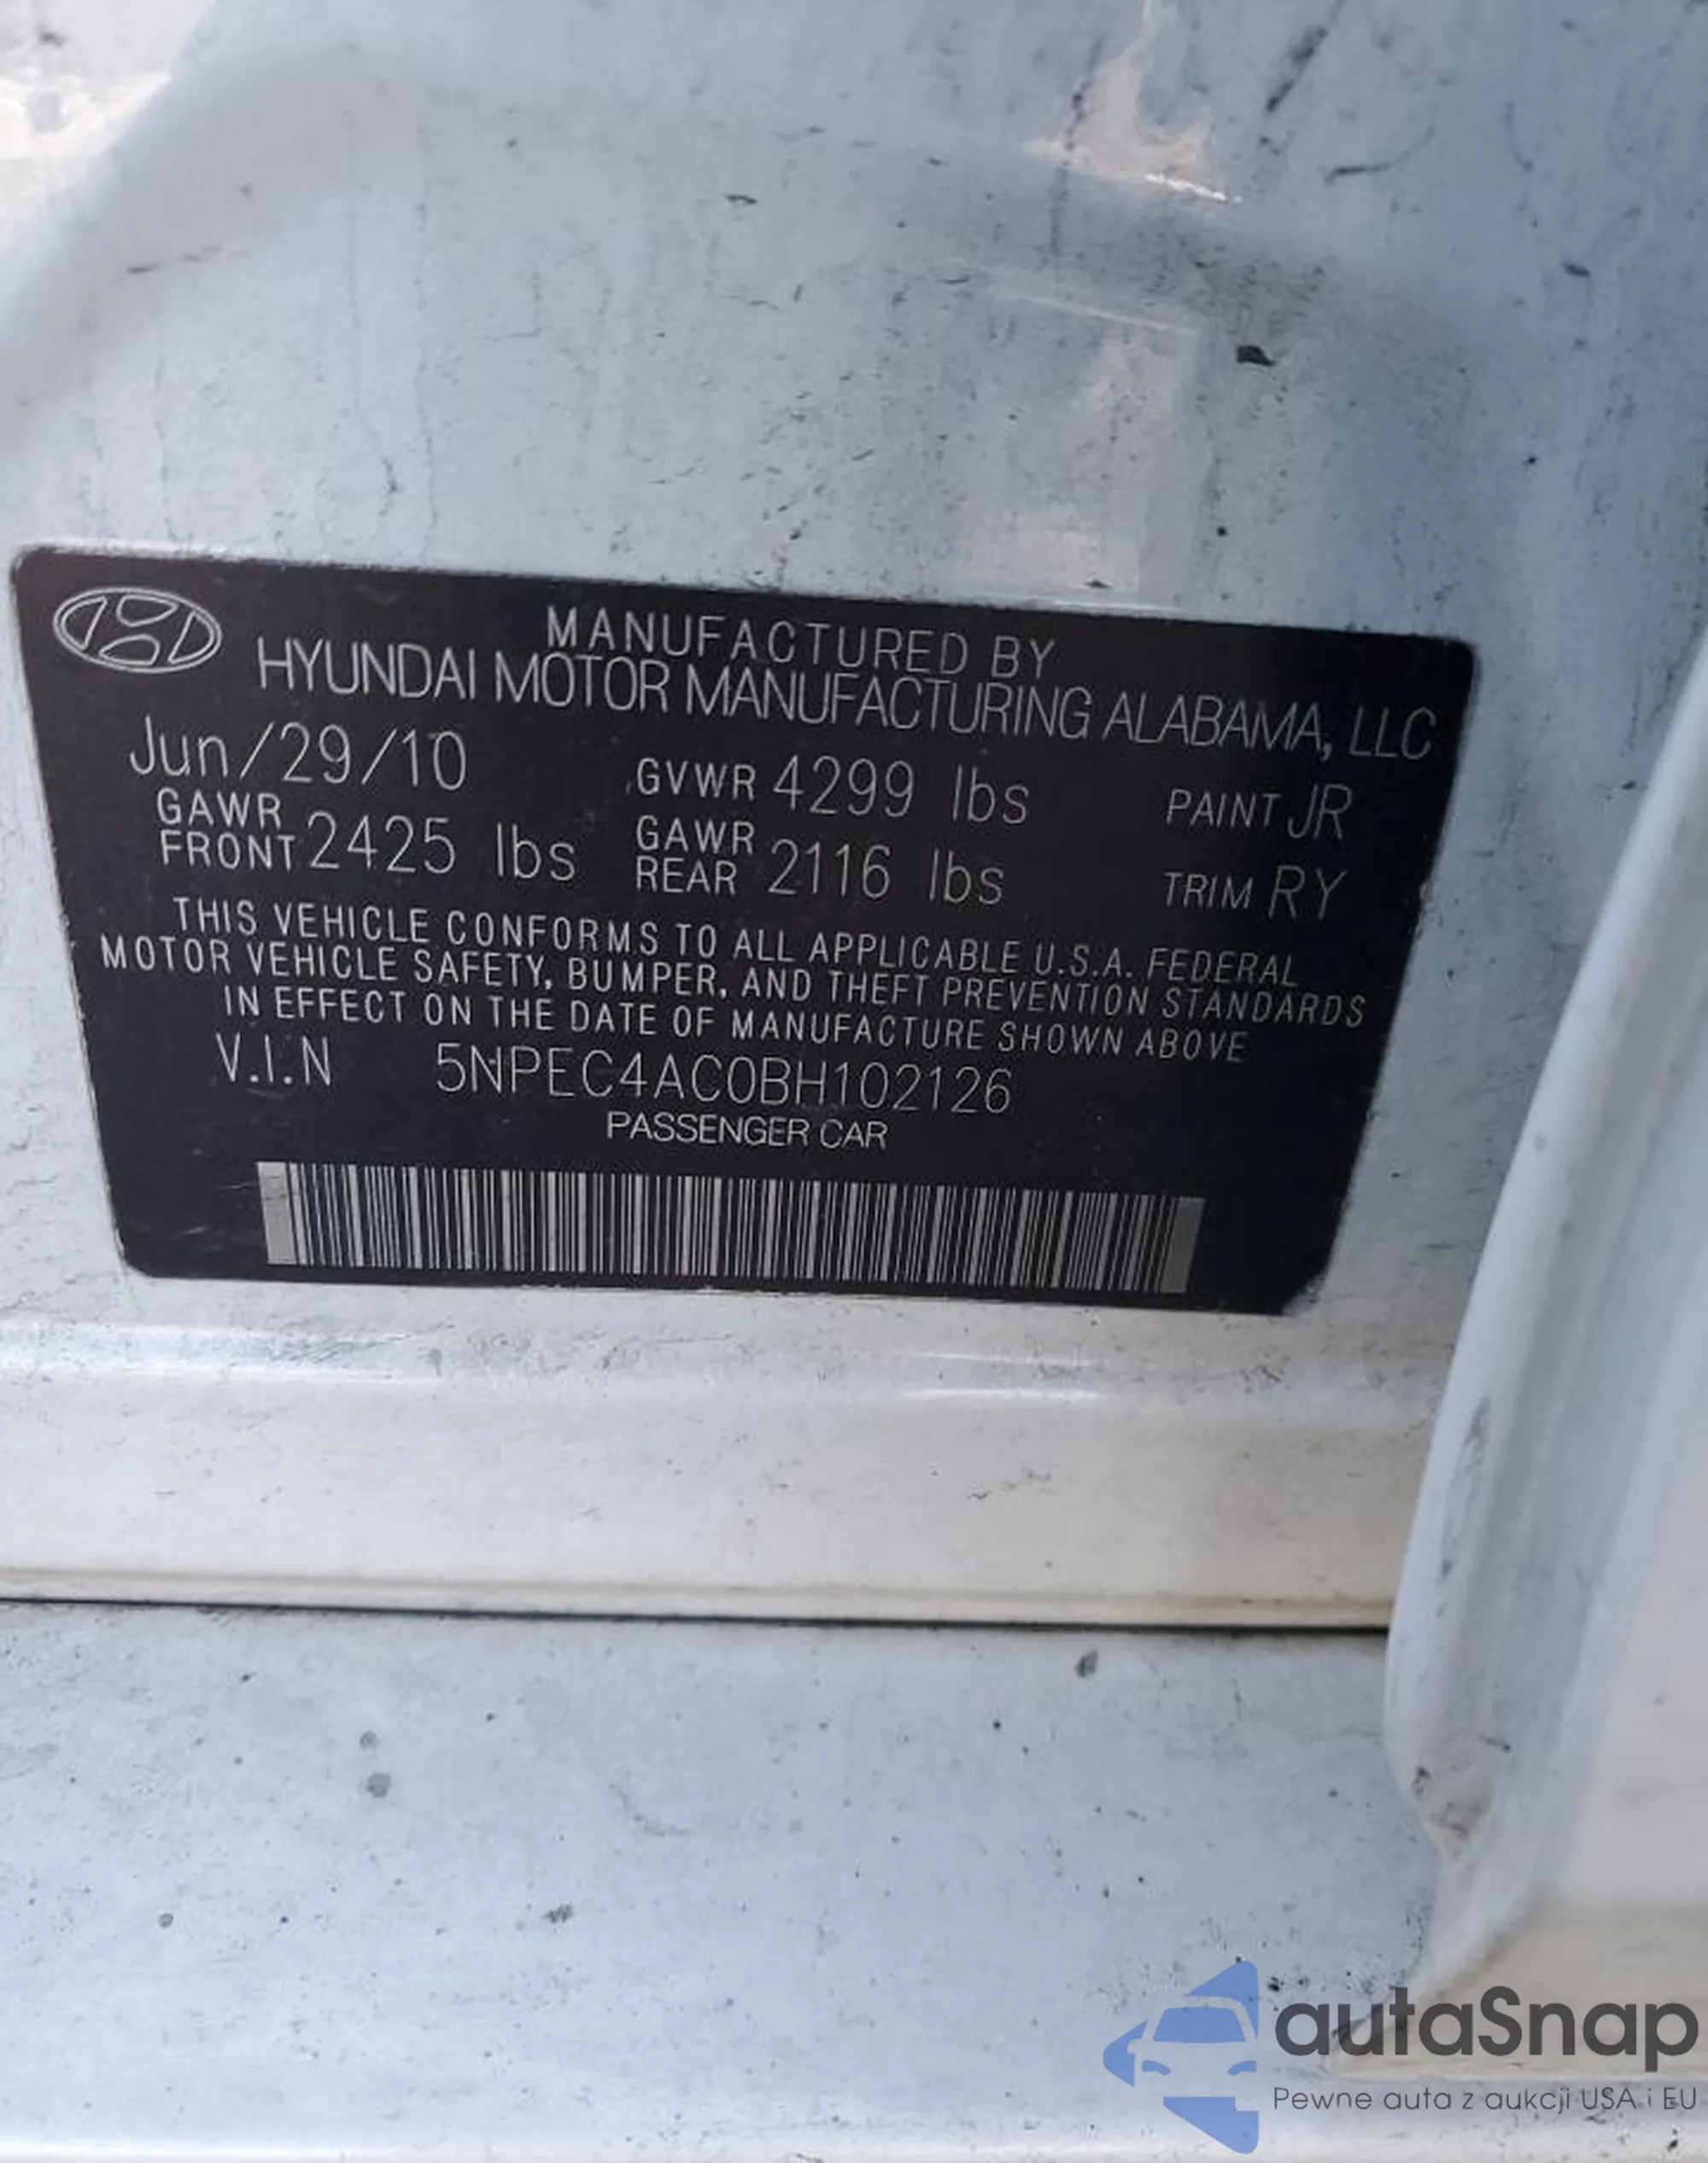 MANUFACTURED BY
HYUNDAI MOTOR MANUFACTURING ALABAMA, LLC
Jun/29/10 GVWR 4299 lbs PAINT JR
GAWR FRONT 2425 lbs GAWR REAR 2116 lbs TRIM RY
THIS VEHICLE CONFORMS TO ALL APPLICABLE U.S.A. FEDERAL
MOTOR VEHICLE SAFETY, BUMPER, AND THEFT PREVENTION STANDARDS
IN EFFECT ON THE DATE OF MANUFACTURE SHOWN ABOVE
V.I.N 5NPEC4AC0BH102126
PASSENGER CAR
autaSnap
Pewne auta z aukcji USA i EU